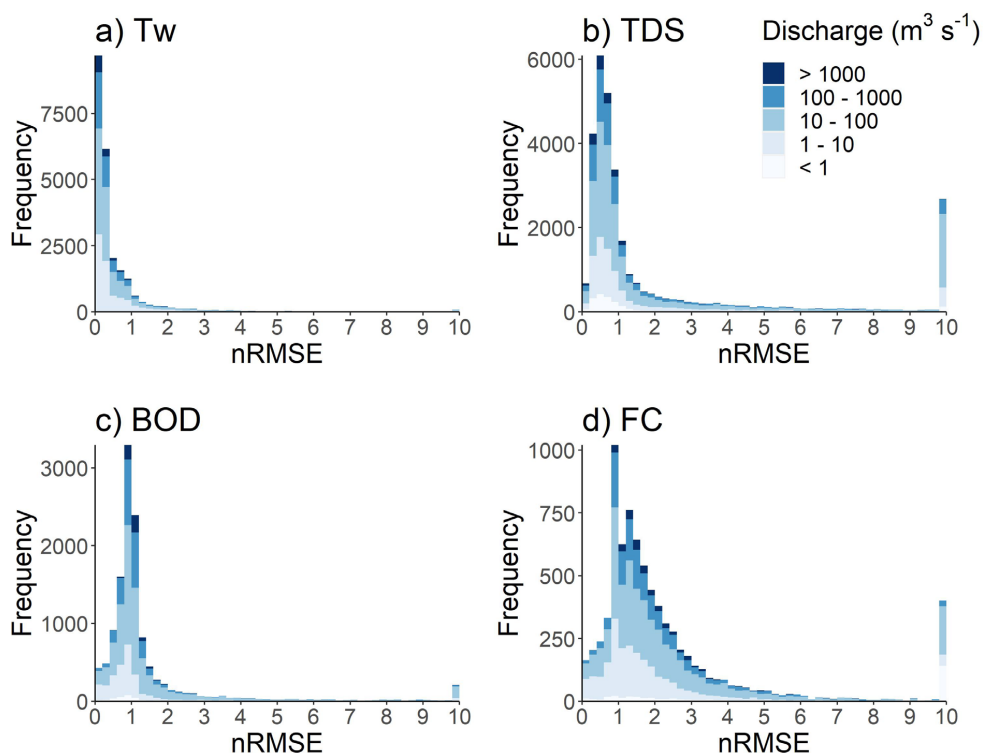 a) Tw
Frequency
7500
5000
2500
0
0 1 2 3 4 5 6 7 8 9 10
nRMSE
b) TDS
Frequency
6000
4000
2000
0
0 1 2 3 4 5 6 7 8 9 10
nRMSE
Discharge (m³ s⁻¹)
> 1000
100 - 1000
10 - 100
1 - 10
< 1
c) BOD
Frequency
3000
2000
1000
0
0 1 2 3 4 5 6 7 8 9 10
nRMSE
d) FC
Frequency
1000
750
500
250
0
0 1 2 3 4 5 6 7 8 9 10
nRMSE